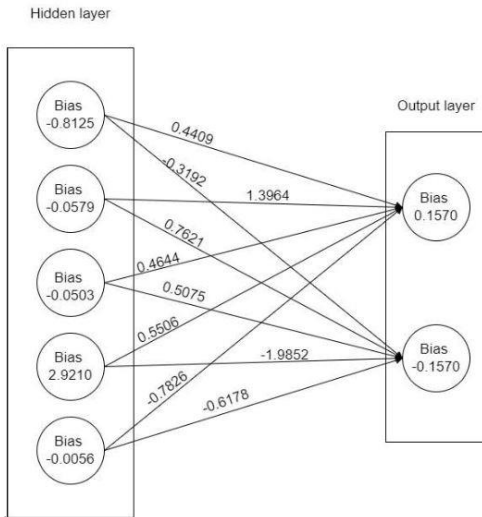 Hidden layer
Output layer
Bias
-0.8125
Bias
-0.0579
Bias
-0.0503
Bias
2.9210
Bias
-0.0056
0.4409
-0.3192
1.3964
0.7621
0.4644
0.5075
0.5506
-1.9852
-0.7826
-0.6178
Bias
0.1570
Bias
-0.1570